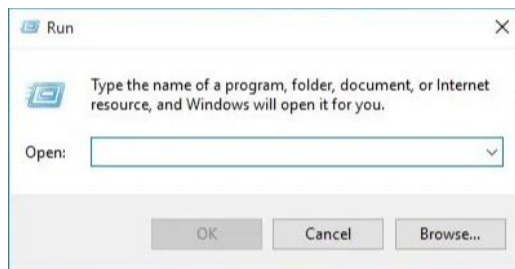 Run
Type the name of a program, folder, document, or Internet
resource, and Windows will open it for you.
Open:
OK Cancel Browse...